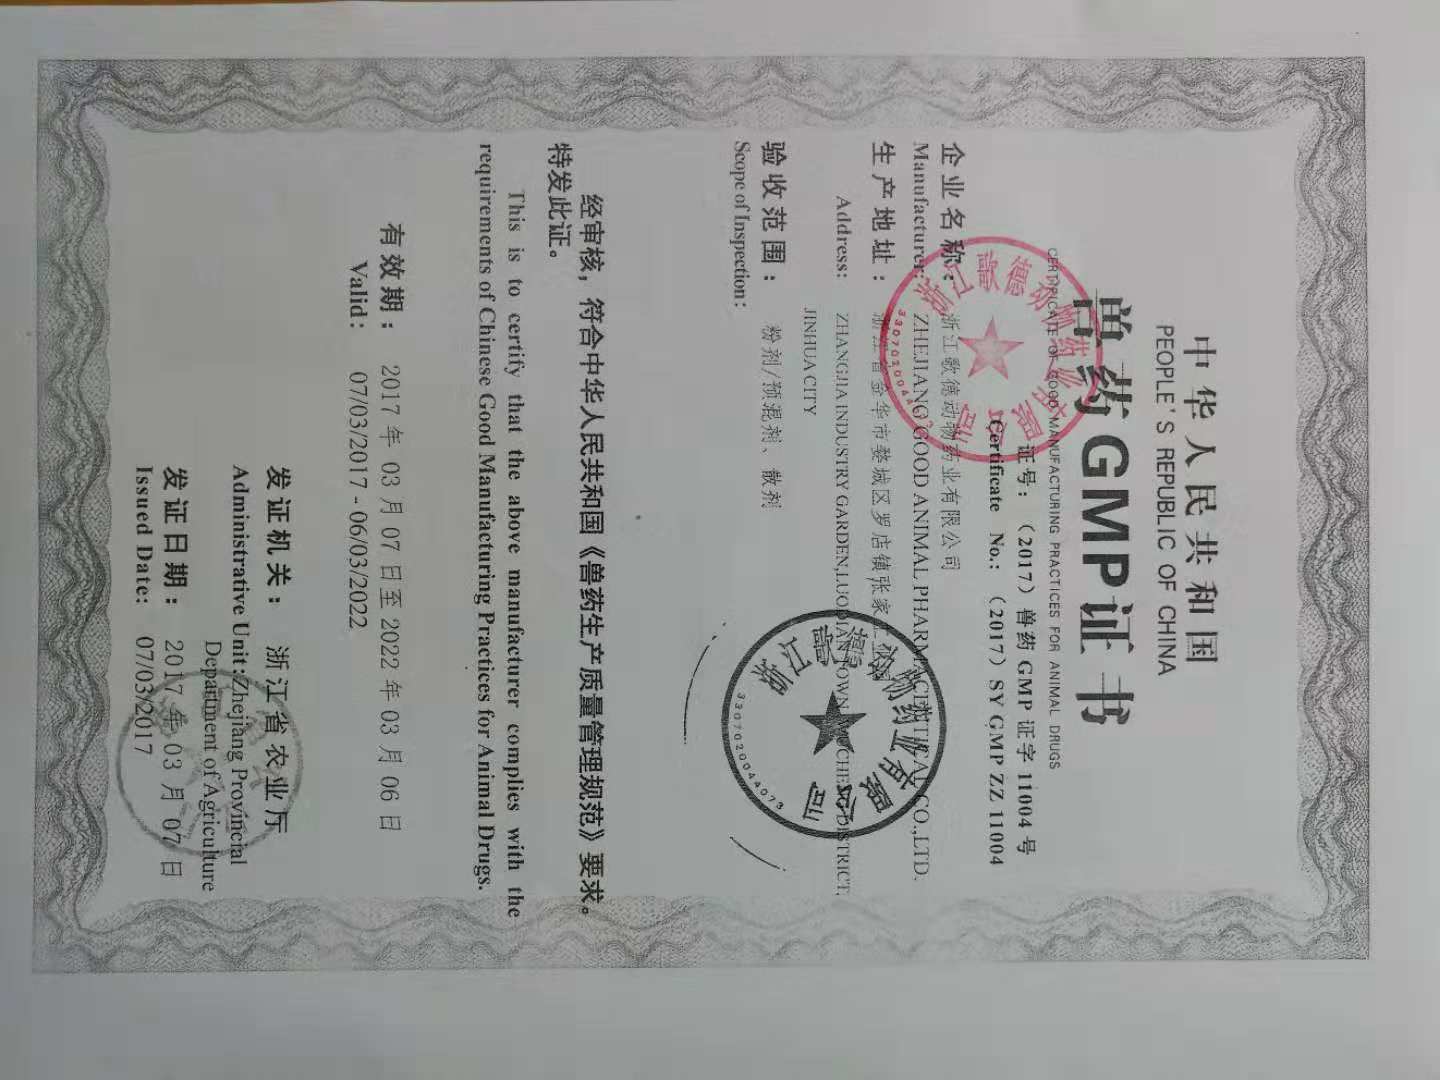 中华人民共和国
PEOPLE'S REPUBLIC OF CHINA
兽药GMP证书
CERTIFICATE OF GOOD MANUFACTURING PRACTICES FOR ANIMAL DRUGS
证号：（2017）兽药 GMP 证字 11004 号
Certificate No.：（2017）SY GMP ZZ 11004
企业名称：浙江歌德动物药业有限公司
Manufacturer: ZHEJIANG GOOD ANIMAL PHARMACEUTICAL CO.,LTD.
生产地址：浙江省金华市婺城区罗店镇张家
Address: ZHANGJIA INDUSTRY GARDEN,LUODIAN TOWN,WUCHENG DISTRICT,
JINHUA CITY
验收范围：粉剂/预混剂、散剂
Scope of Inspection:
经审核，符合中华人民共和国《兽药生产质量管理规范》要求。
特发此证。
This is to certify that the above manufacturer complies with the
requirements of Chinese Good Manufacturing Practices for Animal Drugs.
有效期：2017 年 03 月 07 日至 2022 年 03 月 06 日
Valid: 07/03/2017 - 06/03/2022
发证机关：浙江省农业厅
Administrative Unit:Zhejiang Provincial
Department of Agriculture
发证日期：2017 年 03 月 07 日
Issued Date: 07/03/2017
浙江歌德动物药业有限公司
浙江歌德动物药业有限公司
3307020044073